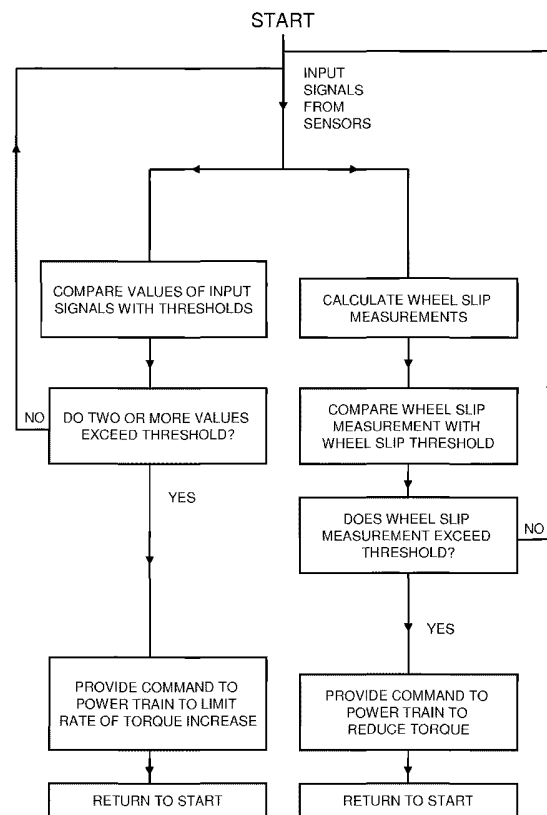 START
INPUT
SIGNALS
FROM
SENSORS
COMPARE VALUES OF INPUT
SIGNALS WITH THRESHOLDS
CALCULATE WHEEL SLIP
MEASUREMENTS
NO
DO TWO OR MORE VALUES
EXCEED THRESHOLD?
COMPARE WHEEL SLIP
MEASUREMENT WITH
WHEEL SLIP THRESHOLD
YES
DOES WHEEL SLIP
MEASUREMENT EXCEED
THRESHOLD?
NO
YES
PROVIDE COMMAND TO
POWER TRAIN TO LIMIT
RATE OF TORQUE INCREASE
PROVIDE COMMAND TO
POWER TRAIN TO
REDUCE TORQUE
RETURN TO START
RETURN TO START